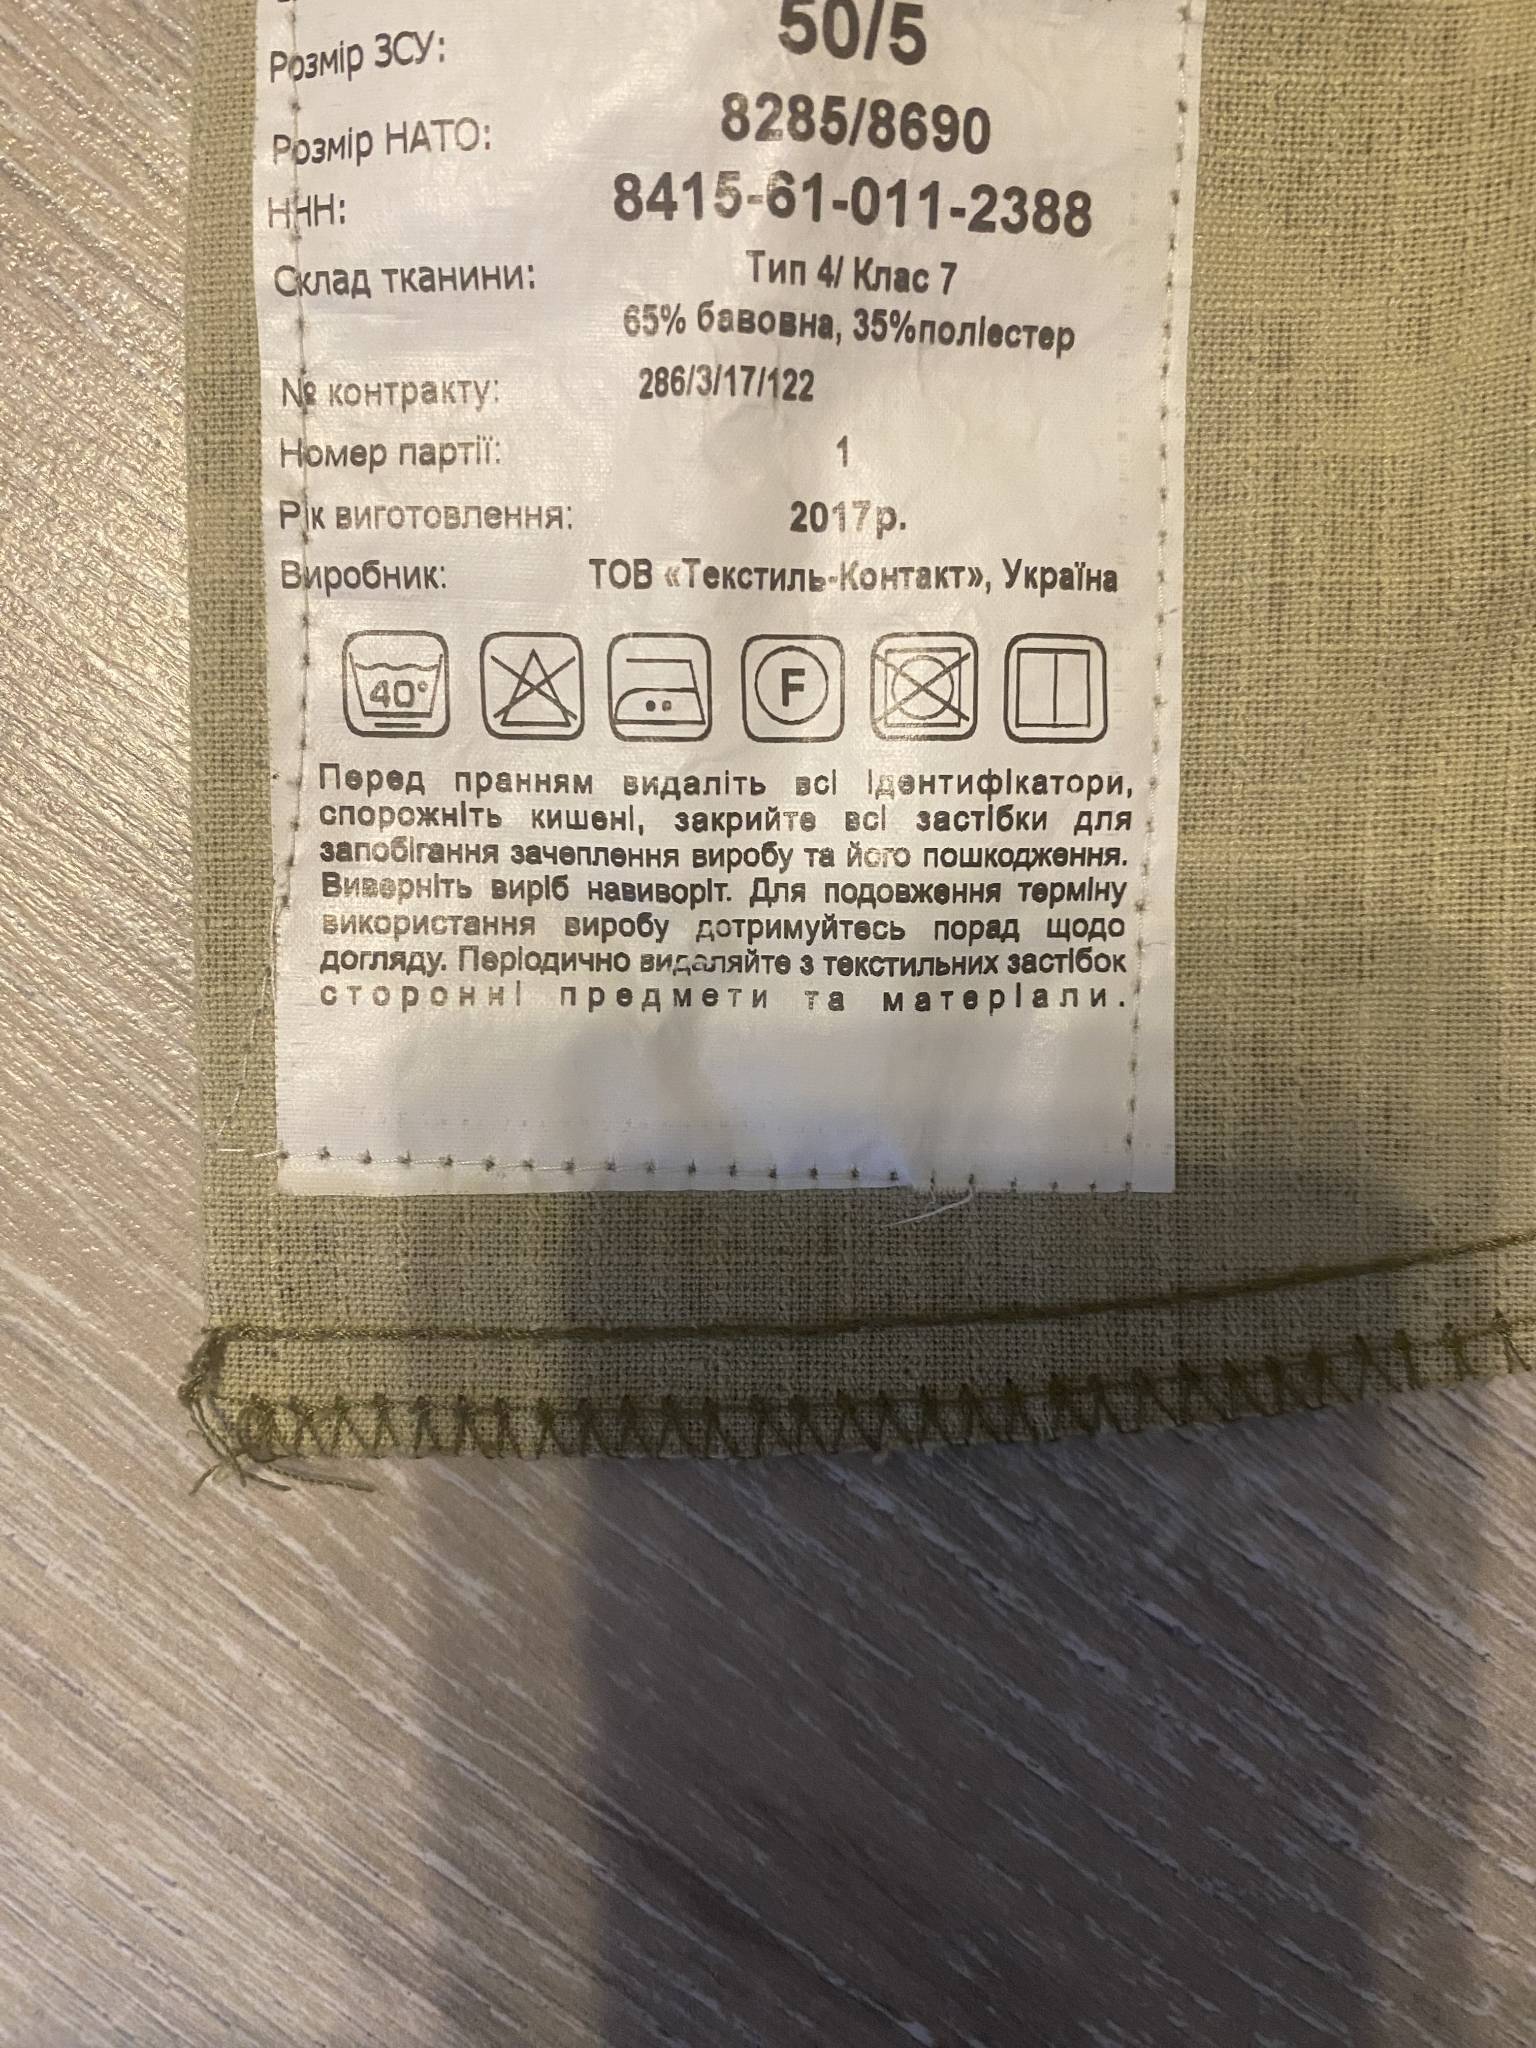 Розмір ЗСУ: 50/5
Розмір НАТО: 8285/8690
ННН: 8415-61-011-2388
Склад тканини: Тип 4/ Клас 7
65% бавовна, 35%поліестер
№ контракту: 286/3/17/122
Номер партії: 1
Рік виготовлення: 2017р.
Виробник: ТОВ «Текстиль-Контакт», Україна
40° F
Перед пранням видаліть всі ідентифікатори,
спорожніть кишені, закрийте всі застібки для
запобігання зачеплення виробу та його пошкодження.
Виверніть виріб навиворіт. Для подовження терміну
використання виробу дотримуйтесь порад щодо
догляду. Періодично видаляйте з текстильних застібок
сторонні предмети та матеріали.